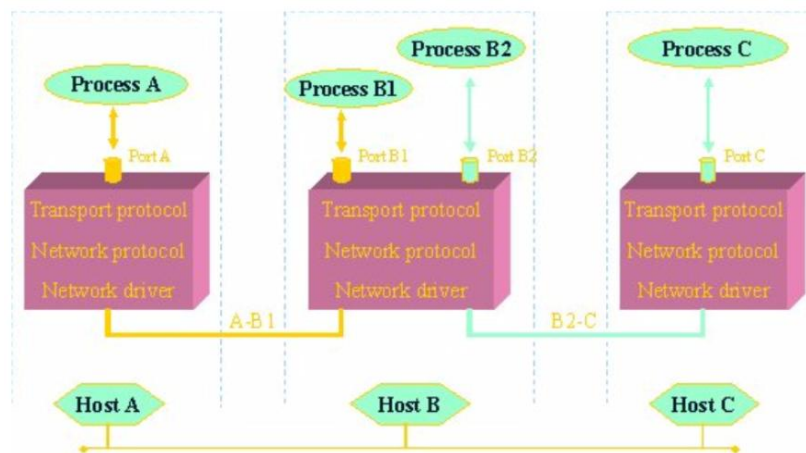 Process A
Process B1
Process B2
Process C
Port A
Port B1
Port B2
Port C
Transport protocol
Network protocol
Network driver
Transport protocol
Network protocol
Network driver
Transport protocol
Network protocol
Network driver
A-B1
B2-C
Host A
Host B
Host C